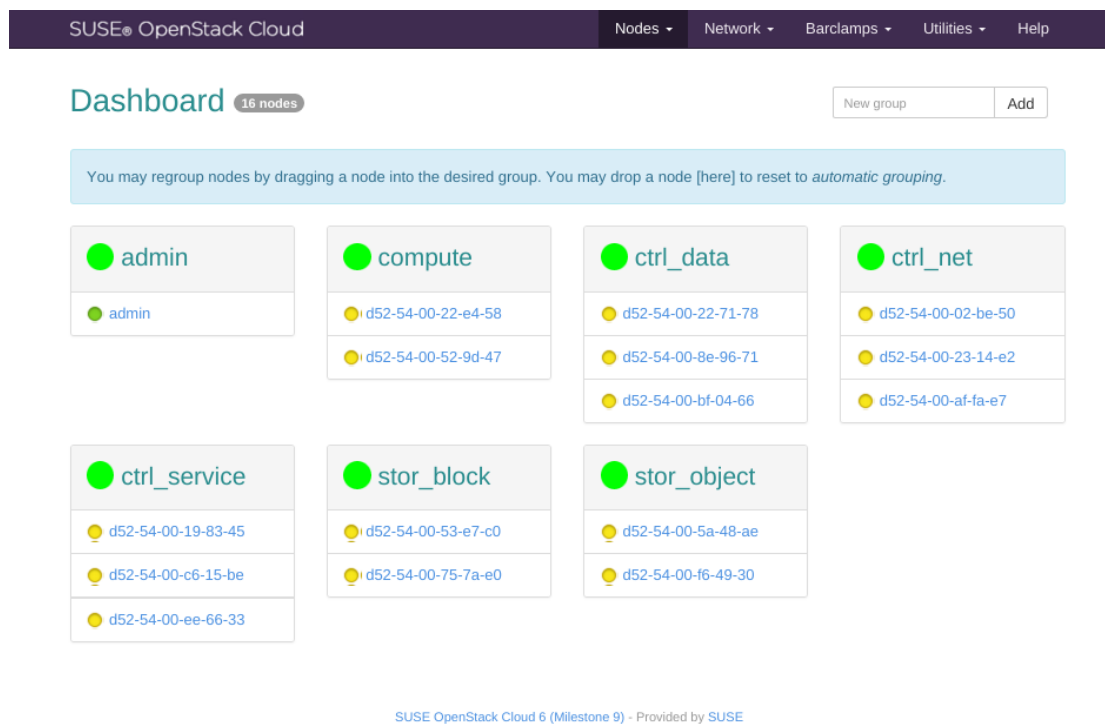 SUSE® OpenStack Cloud
Nodes
Network
Barclamps
Utilities
Help
Dashboard
16 nodes
New group
Add
You may regroup nodes by dragging a node into the desired group. You may drop a node [here] to reset to automatic grouping.
admin
admin
compute
d52-54-00-22-e4-58
d52-54-00-52-9d-47
ctrl_data
d52-54-00-22-71-78
d52-54-00-8e-96-71
d52-54-00-bf-04-66
ctrl_net
d52-54-00-02-be-50
d52-54-00-23-14-e2
d52-54-00-af-fa-e7
ctrl_service
d52-54-00-19-83-45
d52-54-00-c6-15-be
d52-54-00-ee-66-33
stor_block
d52-54-00-53-e7-c0
d52-54-00-75-7a-e0
stor_object
d52-54-00-5a-48-ae
d52-54-00-f6-49-30
SUSE OpenStack Cloud 6 (Milestone 9) - Provided by SUSE